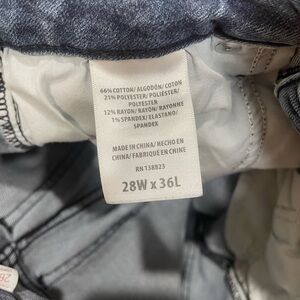 66% COTTON/ ALGODÓN/ COTON
21% POLYESTER/ POLIÉSTER/
POLYESTER
12% RAYON/ RAYÓN/ RAYONNE
1% SPANDEX/ ELASTANO/
SPANDEX
MADE IN CHINA/ HECHO EN
CHINA/ FABRIQUÉ EN CHINE
RN 138823
28W x 36L